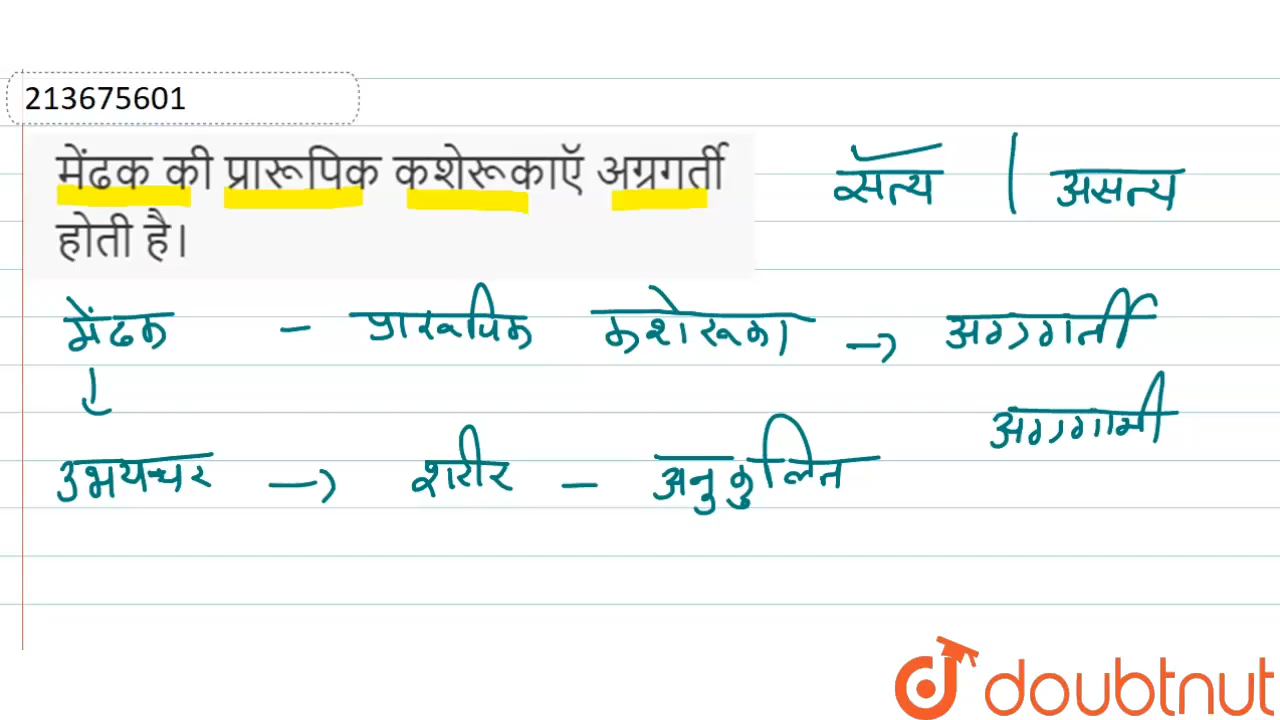 213675601
मेंढक की प्रारूपिक कशेरूकाऍ अग्रगर्ती
होती है।
सत्य | असत्य
मेंढक - प्रारूपिक कशेरूका → अग्रगर्ती
अग्रगामी
उभयचर → शरीर - अनुकुलित
doubtnut